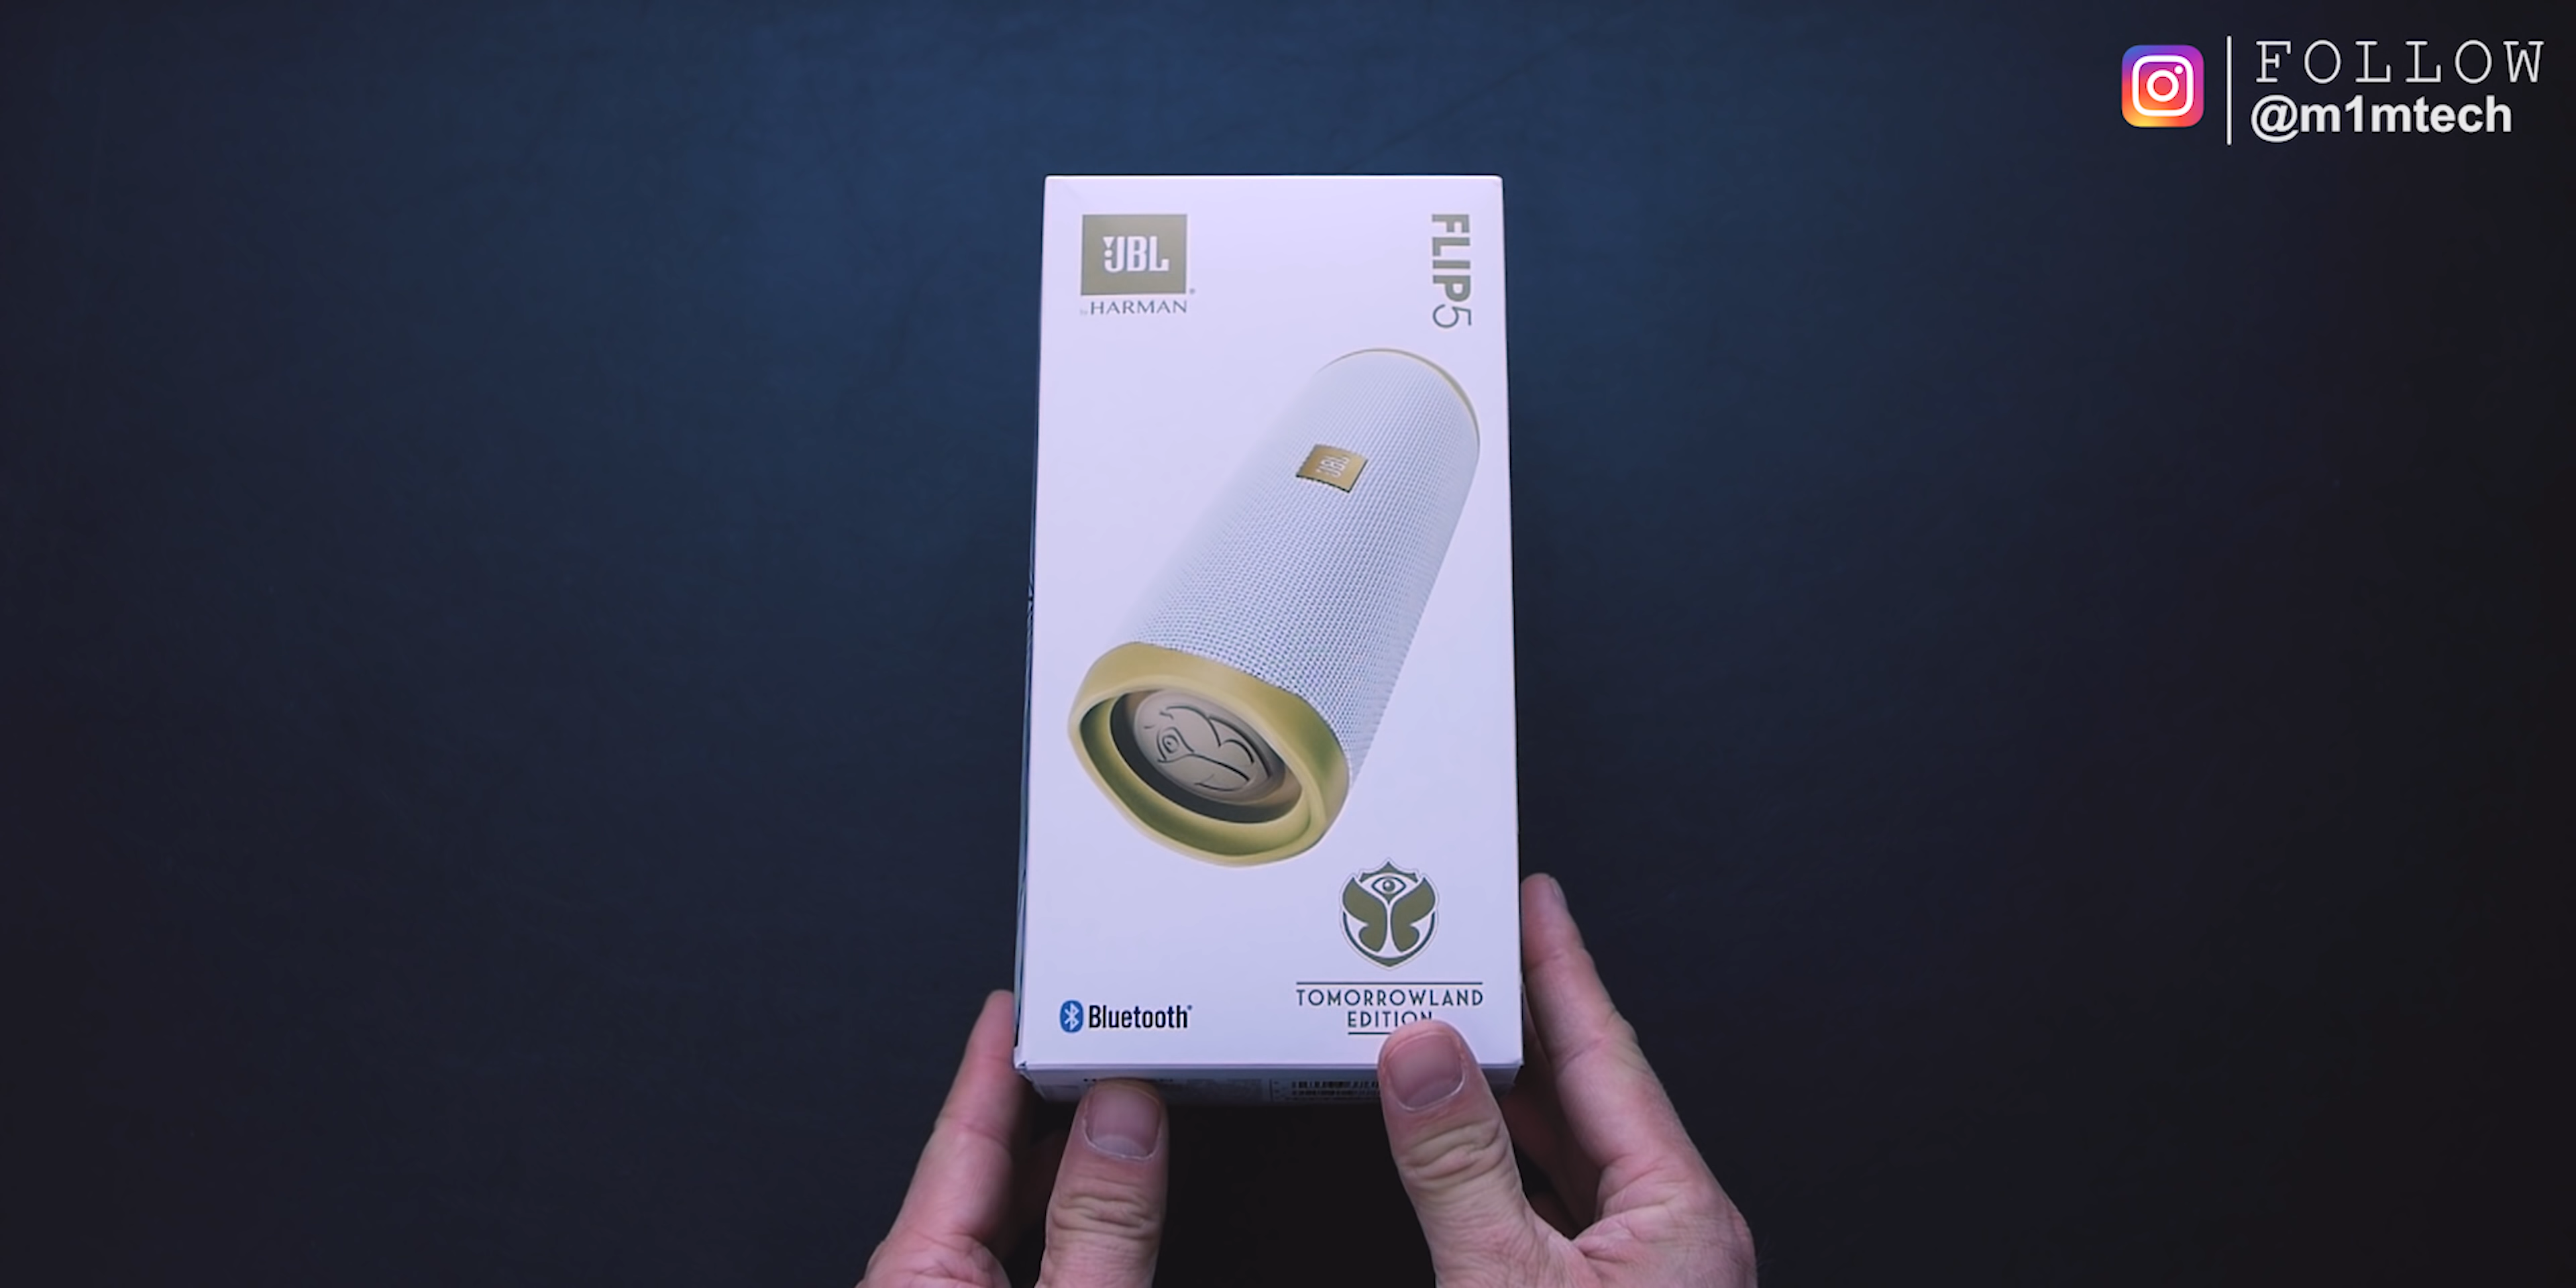 FOLLOW
@m1mtech
JBL
by HARMAN
FLIP5
JBL
TOMORROWLAND
EDITION
Bluetooth